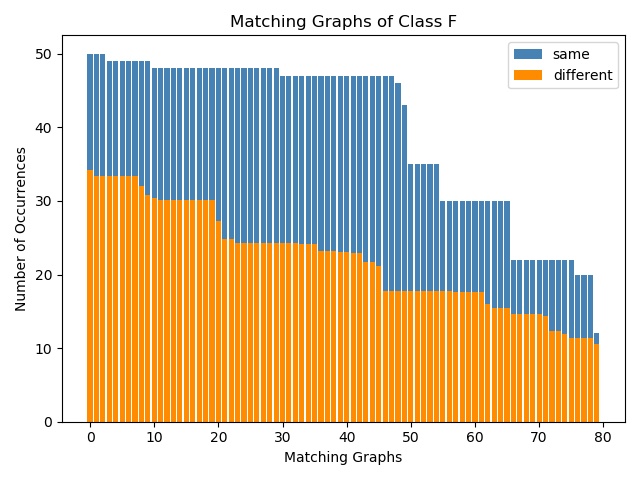 Matching Graphs of Class F
same
different
Number of Occurrences
50
40
30
20
10
0
0 10 20 30 40 50 60 70 80
Matching Graphs